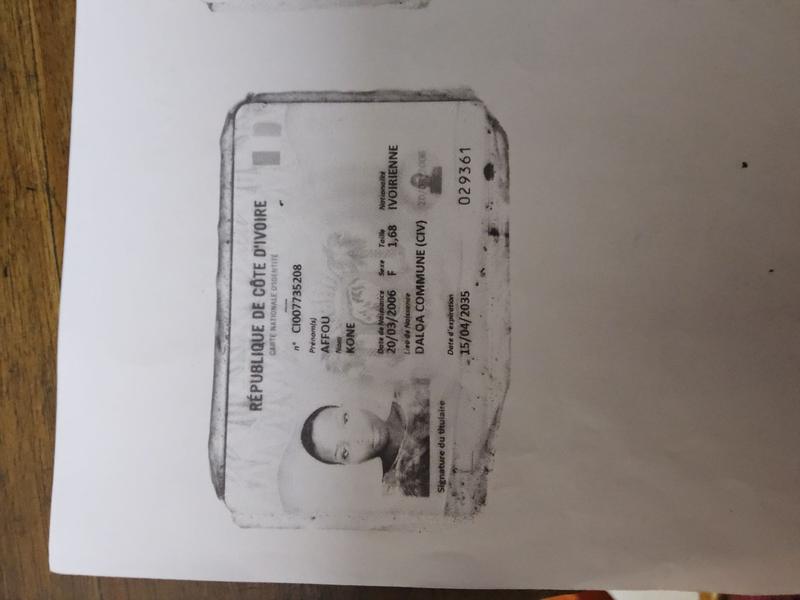 RÉPUBLIQUE DE CÔTE D'IVOIRE
CARTE NATIONALE D'IDENTITÉ
n° CI007735208
Prénom(s)
AFFOU
Nom
KONE
Date de Naissance Sexe Taille Nationalité
20/03/2006 F 1,68 IVOIRIENNE
Lieu de Naissance
DALOA COMMUNE (CIV)
Date d'expiration
15/04/2035
029361
Signature du titulaire